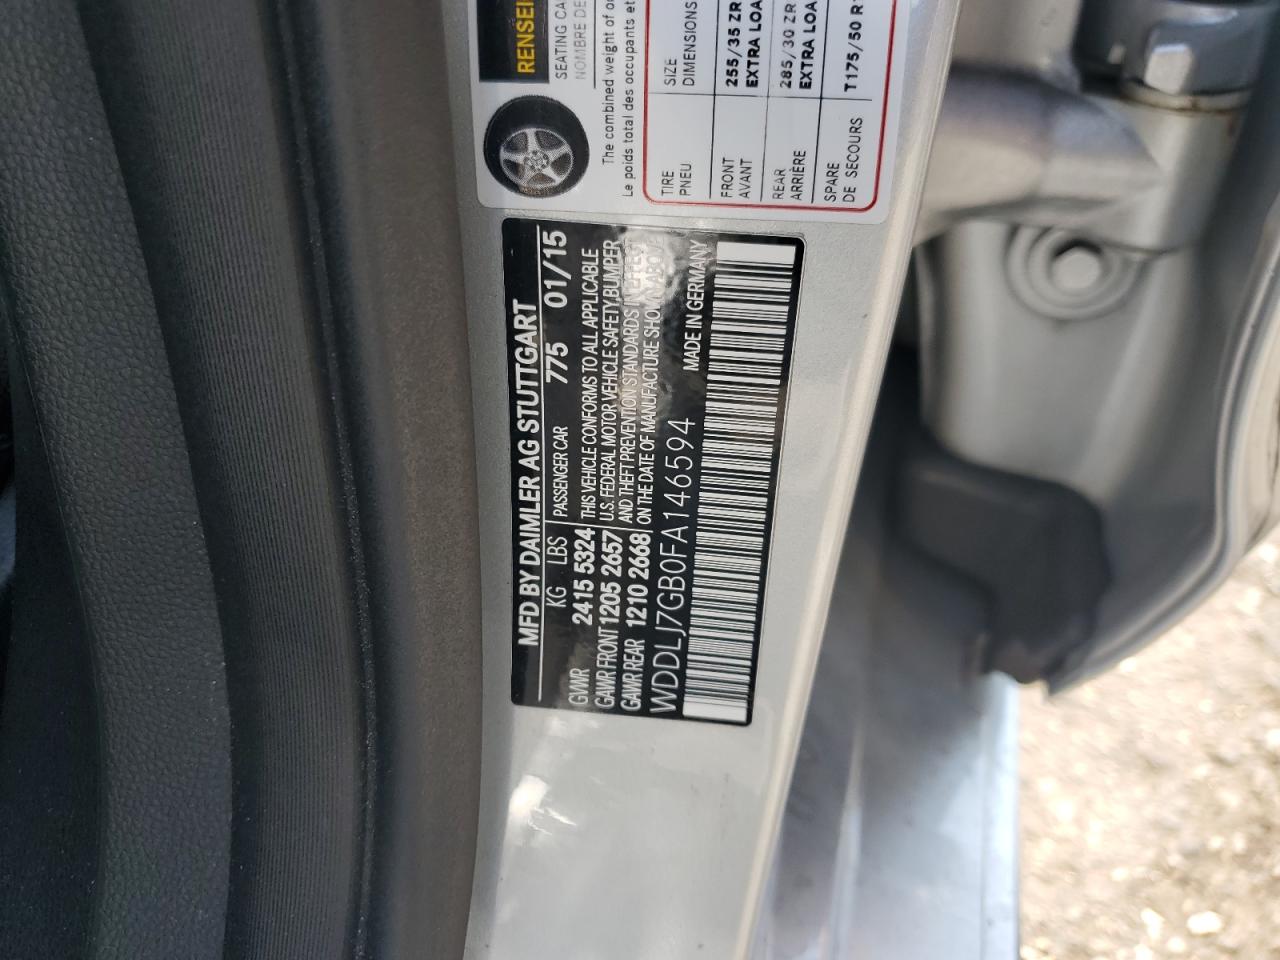 RENSEI
SEATING CA
NOMBRE DE
The combined weight of
Le poids total des occupants et
TIRE SIZE
PNEU DIMENSIONS
FRONT 255/35 ZR
AVANT EXTRA LOA
REAR 285/30 ZR
ARRIÈRE EXTRA LOA
SPARE T175/50 R
DE SECOURS
MFD BY DAIMLER AG STUTTGART
KG LBS PASSENGER CAR 775 01/15
GVWR 2415 5324 THIS VEHICLE CONFORMS TO ALL APPLICABLE
GAWR FRONT 1205 2657 U.S. FEDERAL MOTOR VEHICLE SAFETY, BUMPER
GAWR REAR 1210 2668 AND THEFT PREVENTION STANDARDS IN EFFECT
ON THE DATE OF MANUFACTURE SHOWN ABOVE
WDDLJ7GB0FA146594 MADE IN GERMANY